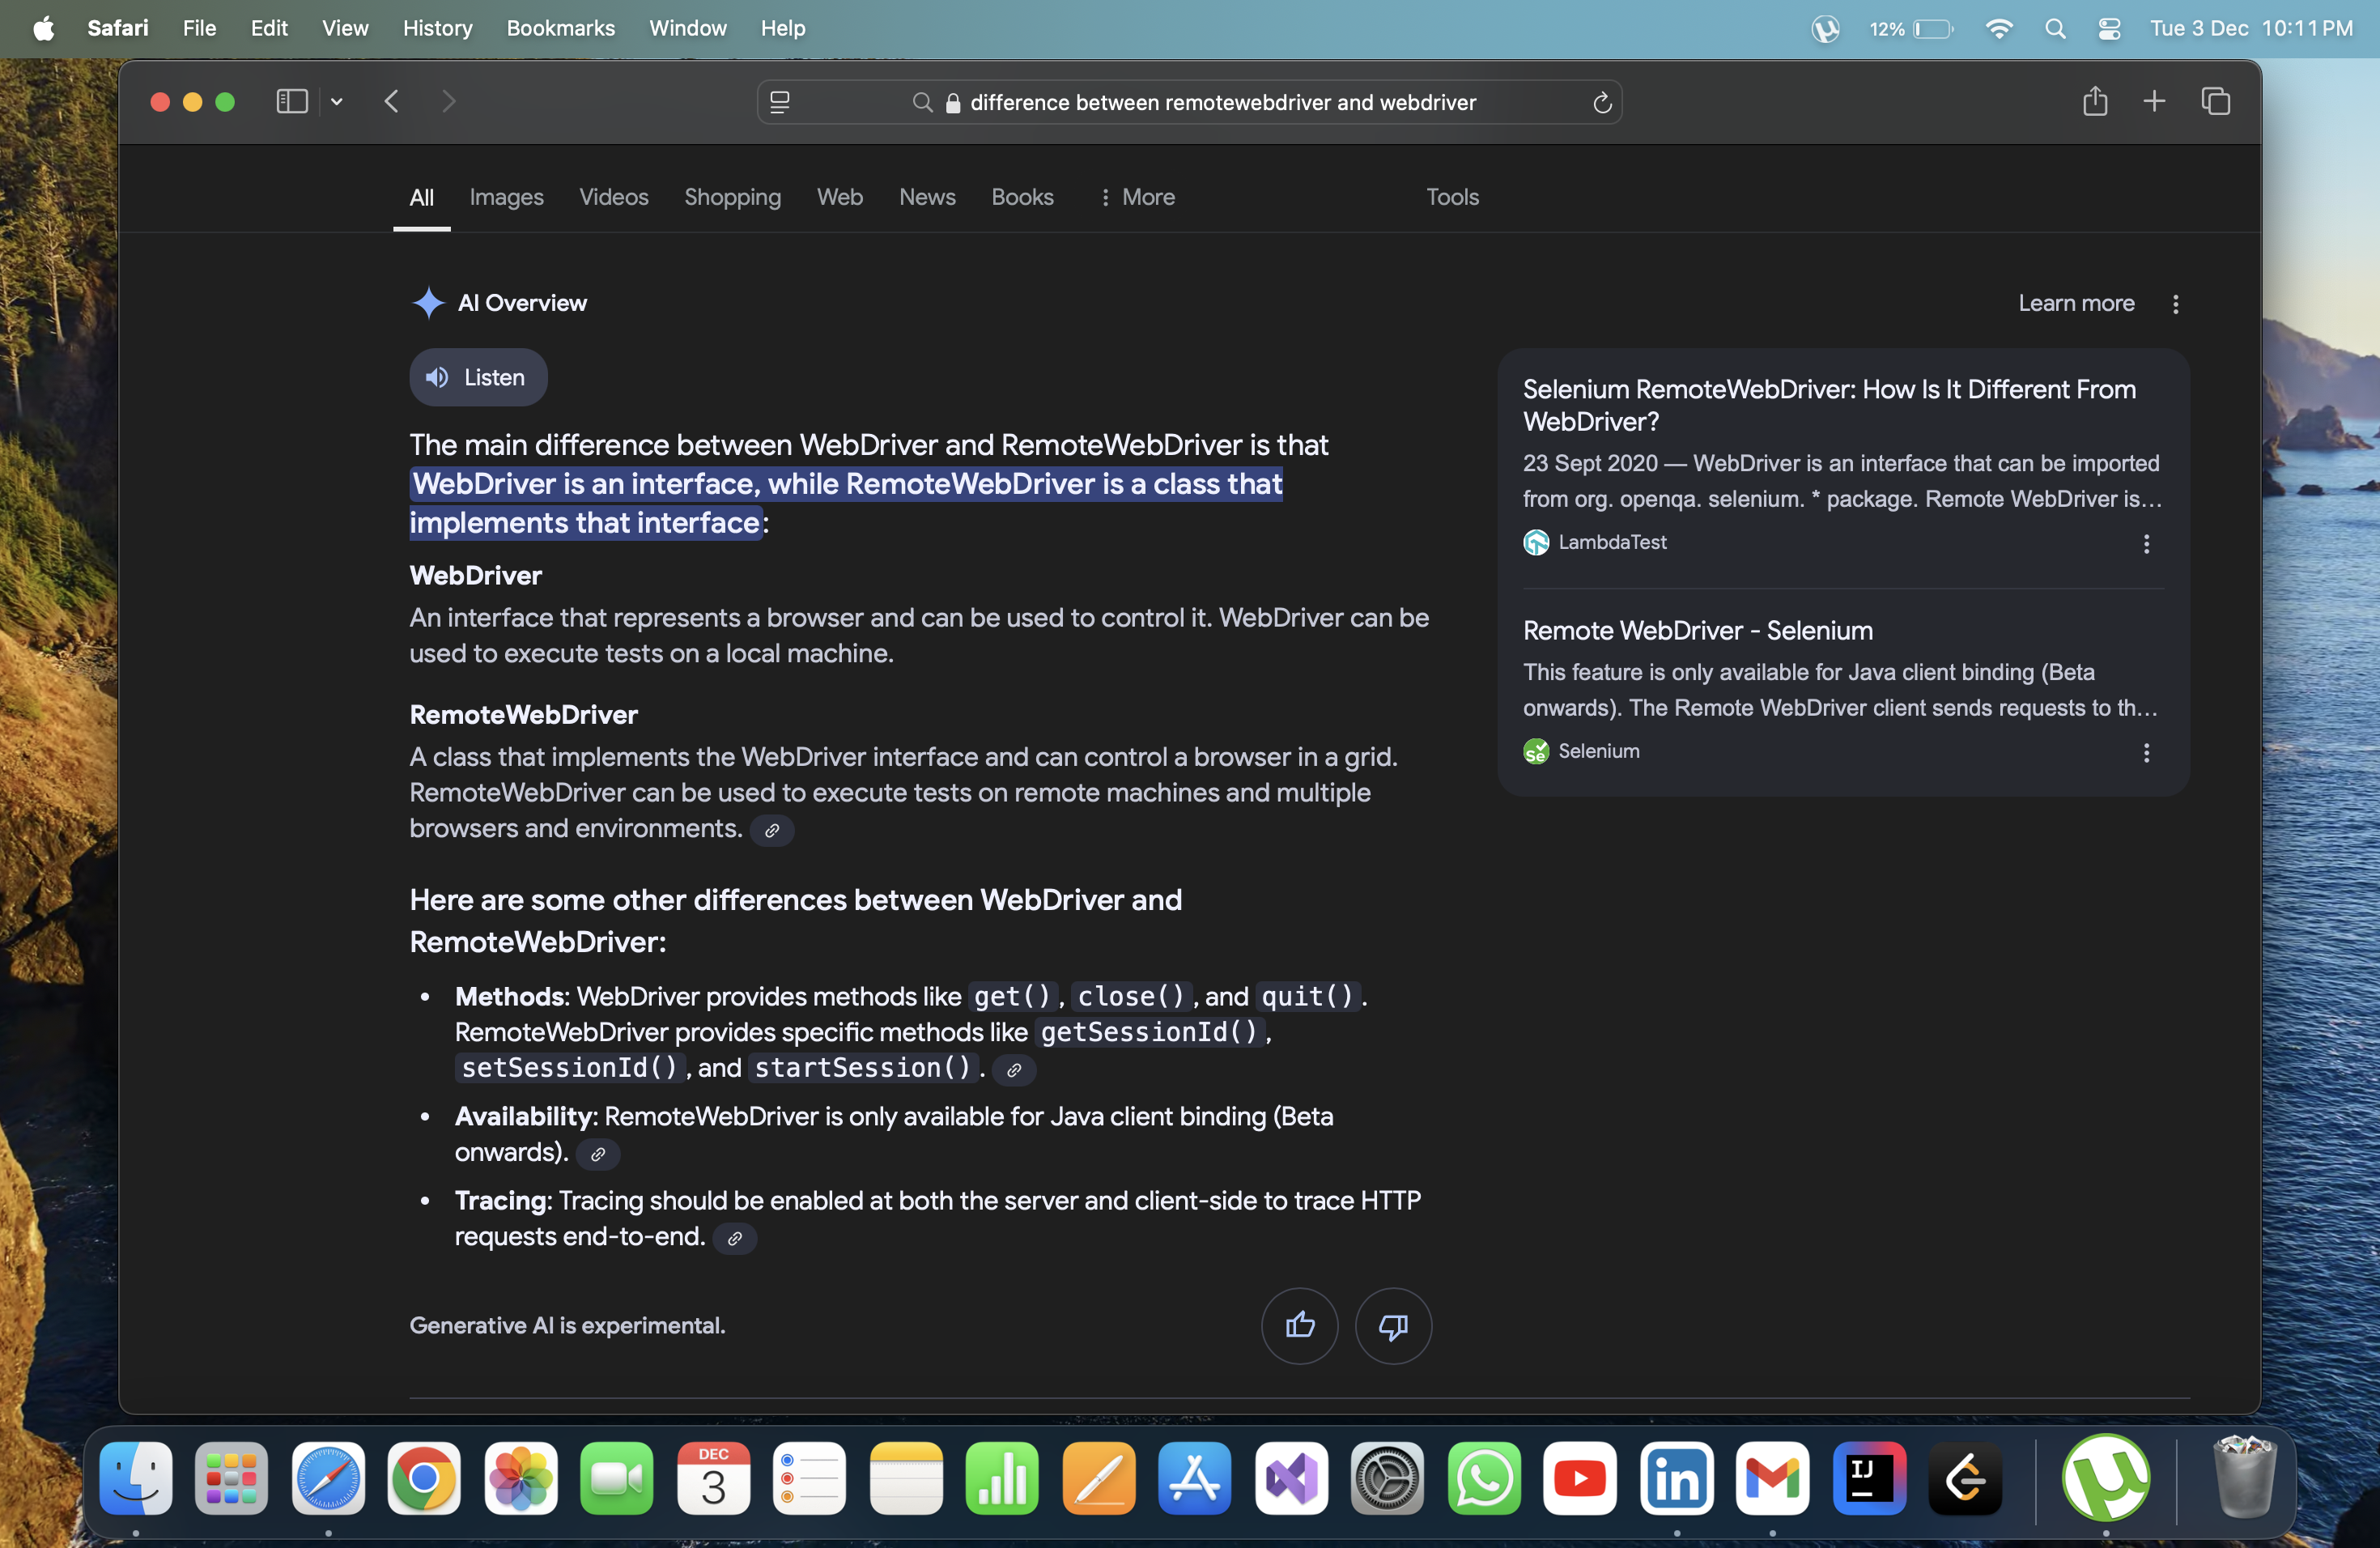 Safari File Edit View History Bookmarks Window Help 12% Tue 3 Dec 10:11 PM
difference between remotewebdriver and webdriver
All Images Videos Shopping Web News Books More Tools
AI Overview
Learn more
Listen
The main difference between WebDriver and RemoteWebDriver is that
WebDriver is an interface, while RemoteWebDriver is a class that
implements that interface:
WebDriver
An interface that represents a browser and can be used to control it. WebDriver can be
used to execute tests on a local machine.
RemoteWebDriver
A class that implements the WebDriver interface and can control a browser in a grid.
RemoteWebDriver can be used to execute tests on remote machines and multiple
browsers and environments.
Here are some other differences between WebDriver and
RemoteWebDriver:
• Methods: WebDriver provides methods like get(), close(), and quit().
RemoteWebDriver provides specific methods like getSessionId(),
setSessionId(), and startSession().
• Availability: RemoteWebDriver is only available for Java client binding (Beta
onwards).
• Tracing: Tracing should be enabled at both the server and client-side to trace HTTP
requests end-to-end.
Generative AI is experimental.
Selenium RemoteWebDriver: How Is It Different From
WebDriver?
23 Sept 2020 — WebDriver is an interface that can be imported
from org. openqa. selenium. * package. Remote WebDriver is...
LambdaTest
Remote WebDriver - Selenium
This feature is only available for Java client binding (Beta
onwards). The Remote WebDriver client sends requests to th...
Se
Selenium
DEC
3
in
IJ